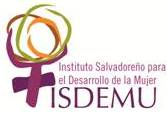 Instituto Salvadoreño para
el Desarrollo de la Mujer
ISDEMU